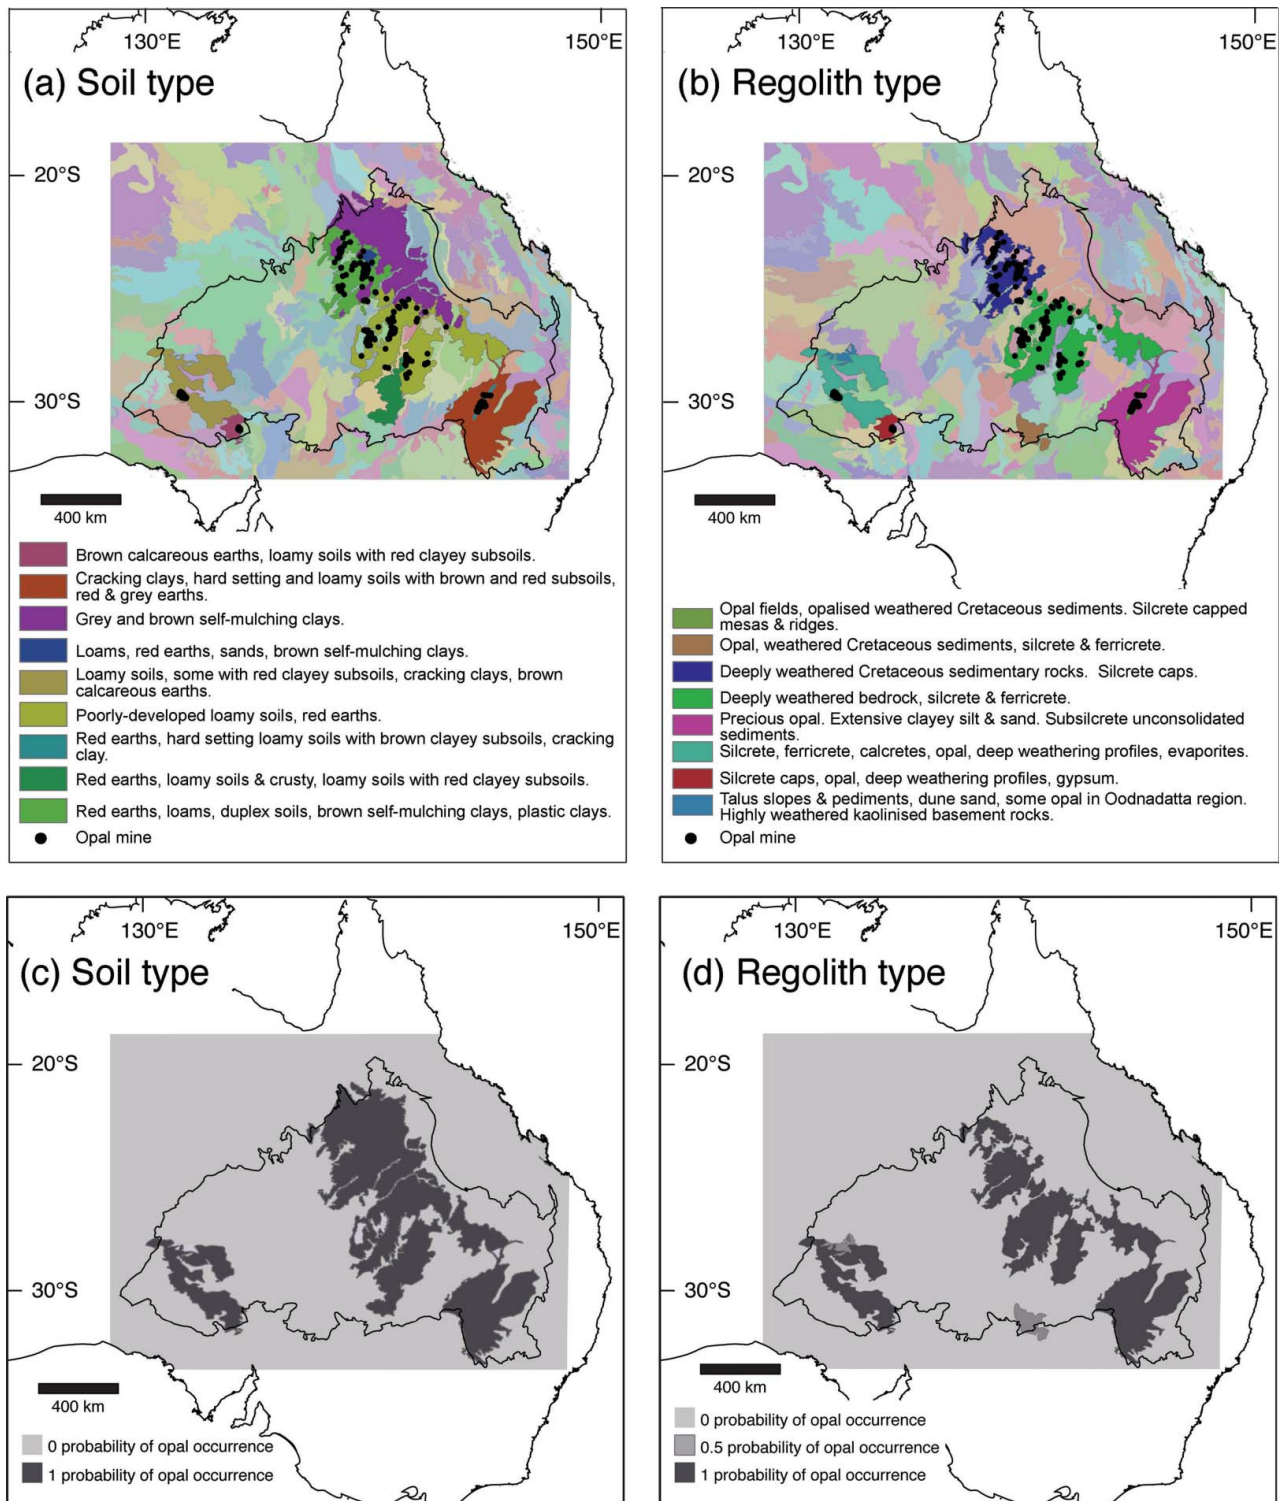 130°E
150°E
(a) Soil type
20°S
30°S
400 km
Brown calcareous earths, loamy soils with red clayey subsoils.
Cracking clays, hard setting and loamy soils with brown and red subsoils,
red & grey earths.
Grey and brown self-mulching clays.
Loams, red earths, sands, brown self-mulching clays.
Loamy soils, some with red clayey subsoils, cracking clays, brown
calcareous earths.
Poorly-developed loamy soils, red earths.
Red earths, hard setting loamy soils with brown clayey subsoils, cracking
clay.
Red earths, loamy soils & crusty, loamy soils with red clayey subsoils.
Red earths, loams, duplex soils, brown self-mulching clays, plastic clays.
Opal mine
130°E
150°E
(b) Regolith type
20°S
30°S
400 km
Opal fields, opalised weathered Cretaceous sediments. Silcrete capped
mesas & ridges.
Opal, weathered Cretaceous sediments, silcrete & ferricrete.
Deeply weathered Cretaceous sedimentary rocks. Silcrete caps.
Deeply weathered bedrock, silcrete & ferricrete.
Precious opal. Extensive clayey silt & sand. Subsilcrete unconsolidated
sediments.
Silcrete, ferricrete, calcretes, opal, deep weathering profiles, evaporites.
Silcrete caps, opal, deep weathering profiles, gypsum.
Talus slopes & pediments, dune sand, some opal in Oodnadatta region.
Highly weathered kaolinised basement rocks.
Opal mine
130°E
150°E
(c) Soil type
20°S
30°S
400 km
0 probability of opal occurrence
1 probability of opal occurrence
130°E
150°E
(d) Regolith type
20°S
30°S
400 km
0 probability of opal occurrence
0.5 probability of opal occurrence
1 probability of opal occurrence